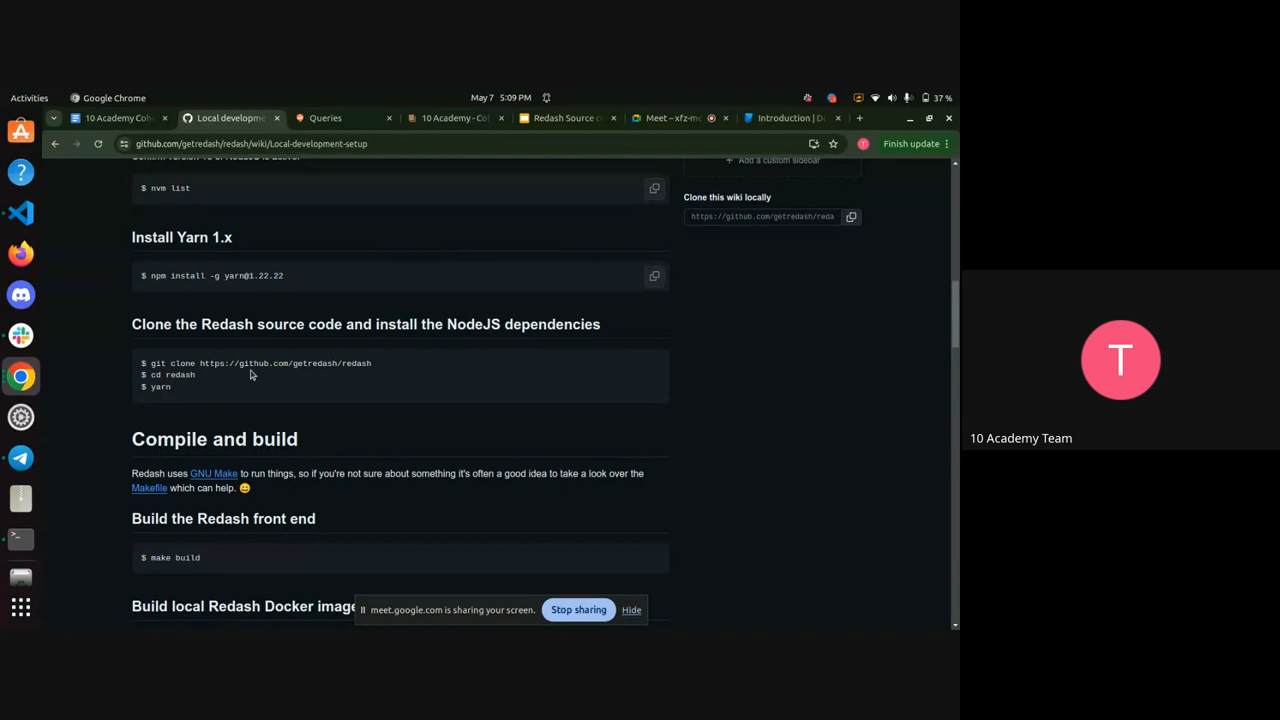 Activities
Google Chrome
May 7 5:09 PM
37 %
10 Academy Coh
Local developme
Queries
10 Academy - Co
Redash Source c
Meet – xfz-m
Introduction | D
github.com/getredash/redash/wiki/Local-development-setup
Finish update
Add a custom sidebar
$ nvm list
Clone this wiki locally
https://github.com/getredash/reda
Install Yarn 1.x
$ npm install -g yarn@1.22.22
Clone the Redash source code and install the NodeJS dependencies
$ git clone https://github.com/getredash/redash
$ cd redash
$ yarn
Compile and build
Redash uses GNU Make to run things, so if you're not sure about something it's often a good idea to take a look over the
Makefile which can help. 😄
Build the Redash front end
$ make build
Build local Redash Docker image
meet.google.com is sharing your screen.
Stop sharing
Hide
T
10 Academy Team